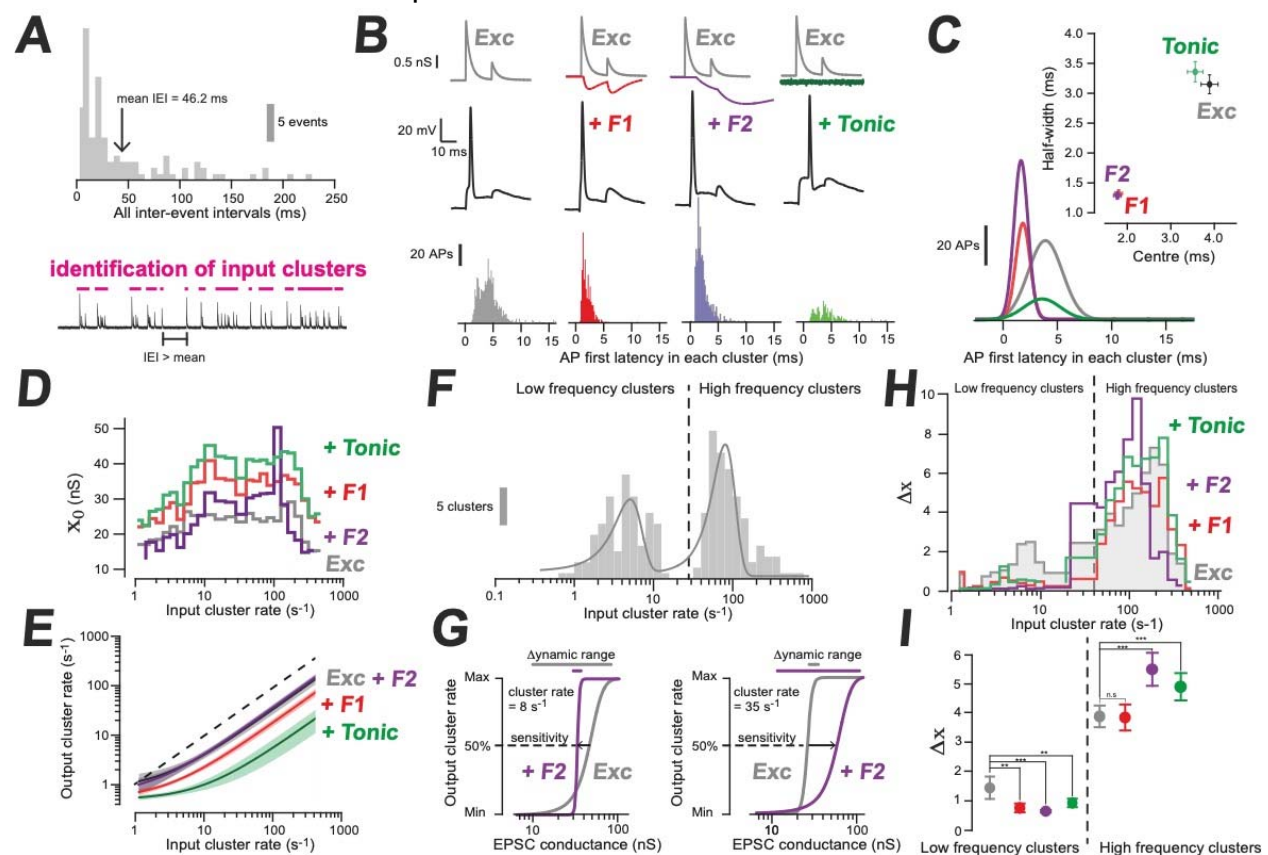 A
mean IEI = 46.2 ms
5 events
0 50 100 150 200 250
All inter-event intervals (ms)
identification of input clusters
IEI > mean
B
Exc Exc Exc Exc
0.5 nS
+ F1 + F2 + Tonic
20 mV
10 ms
20 APs
0 5 10 15 0 5 10 15 0 5 10 15 0 5 10 15
AP first latency in each cluster (ms)
C
4.0
3.5
3.0
2.5
2.0
1.5
1.0
Half-width (ms)
Tonic
Exc
F2
F1
2.0 3.0 4.0
Centre (ms)
20 APs
0 5 10 15
AP first latency in each cluster (ms)
D
50
40
30
20
10
X0 (nS)
+ Tonic
+ F1
+ F2
Exc
1 10 100 1000
Input cluster rate (s-1)
E
1000
100
10
1
Output cluster rate (s-1)
Exc + F2
+ F1
+ Tonic
1 10 100 1000
Input cluster rate (s-1)
F
Low frequency clusters High frequency clusters
5 clusters
0.1 1 10 100 1000
Input cluster rate (s-1)
G
Δynamic range
Max
cluster rate
= 8 s-1
sensitivity
50%
+ F2 Exc
Min
Output cluster rate
10 100
EPSC conductance (nS)
Δynamic range
Max
cluster rate
= 35 s-1
sensitivity
50%
Exc + F2
Min
Output cluster rate
10 100
EPSC conductance (nS)
H
Low frequency clusters High frequency clusters
10
8
6
4
2
0
Δx
+ Tonic
+ F2
+ F1
Exc
1 10 100 1000
Input cluster rate (s-1)
I
6
5
4
3
2
1
0
Δx
***
***
n.s
**
***
**
Low frequency clusters High frequency clusters